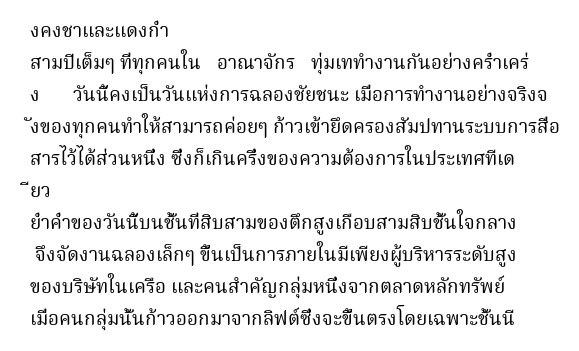 งคงชาและแดงก่ำ
สามปีเต็มๆ ที่ทุกคนใน อาณาจักร ทุ่มเททำงานกันอย่างคร่ำเคร่
ง วันนี้คงเป็นวันแห่งการฉลองชัยชนะ เมื่อการทำงานอย่างจริงจ
ังของทุกคนทำให้สามารถค่อยๆ ก้าวเข้ายึดครองสัมปทานระบบการสื่อ
สารไว้ได้ส่วนหนึ่ง ซึ่งก็เกินครึ่งของความต้องการในประเทศทีเด
ียว
ย่ำค่ำของวันนี้บนชั้นที่สิบสามของตึกสูงเกือบสามสิบชั้นใจกลาง
จึงจัดงานฉลองเล็กๆ ขึ้นเป็นการภายในมีเพียงผู้บริหารระดับสูง
ของบริษัทในเครือ และคนสำคัญกลุ่มหนึ่งจากตลาดหลักทรัพย์
เมื่อคนกลุ่มนั้นก้าวออกมาจากลิฟต์ซึ่งจะขึ้นตรงโดยเฉพาะชั้นนี้